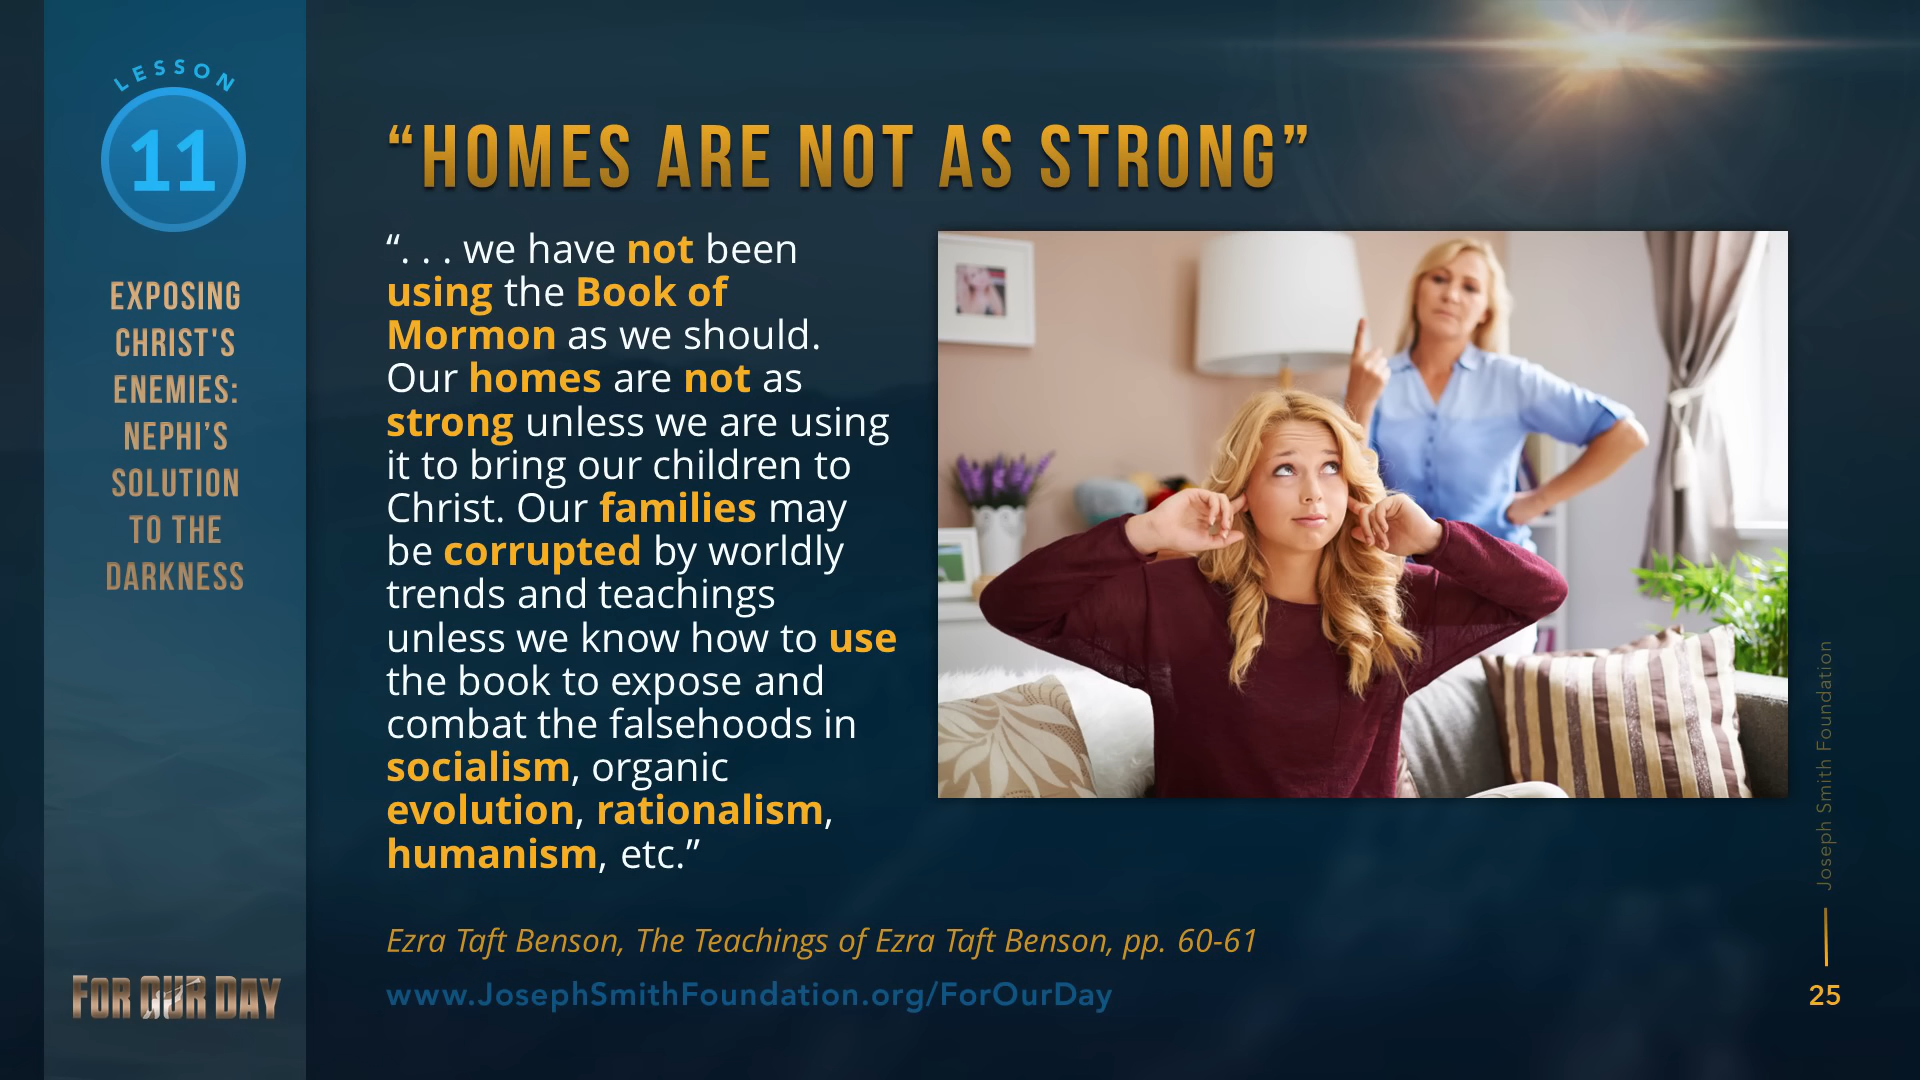 LESSON
11
EXPOSING
CHRIST'S
ENEMIES:
NEPHI’S
SOLUTION
TO THE
DARKNESS
FOR OUR DAY
“HOMES ARE NOT AS STRONG”
“. . . we have not been
using the Book of
Mormon as we should.
Our homes are not as
strong unless we are using
it to bring our children to
Christ. Our families may
be corrupted by worldly
trends and teachings
unless we know how to use
the book to expose and
combat the falsehoods in
socialism, organic
evolution, rationalism,
humanism, etc.”
Ezra Taft Benson, The Teachings of Ezra Taft Benson, pp. 60-61
www.JosephSmithFoundation.org/ForOurDay
Joseph Smith Foundation
25